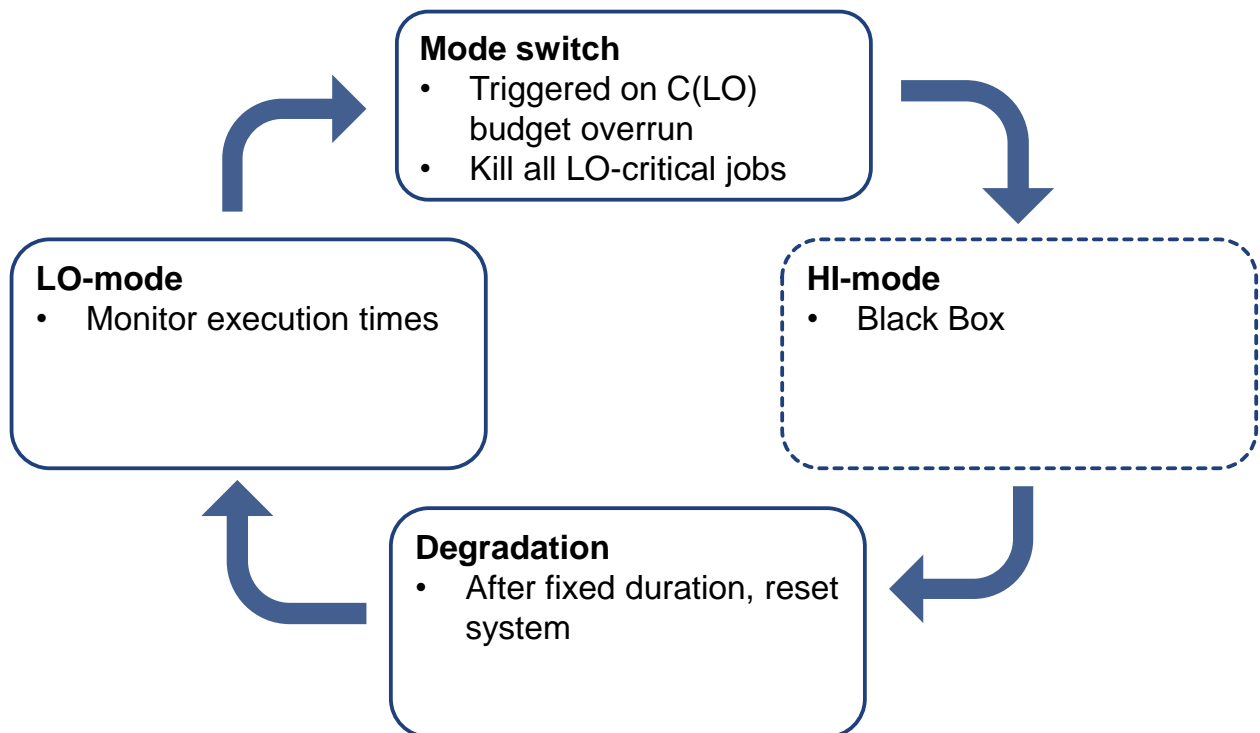 Mode switch
• Triggered on C(LO)
budget overrun
• Kill all LO-critical jobs
LO-mode
• Monitor execution times
HI-mode
• Black Box
Degradation
• After fixed duration, reset
system